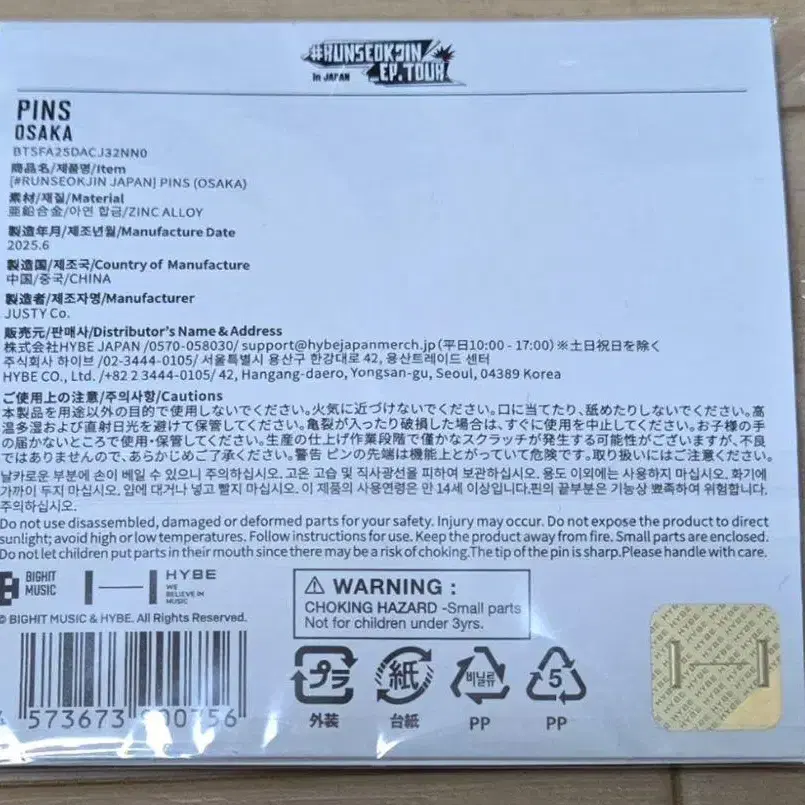 #RUNSEOKJIN
_EP.TOUR
in JAPAN
PINS
OSAKA
BTSFA25DACJ32NN0
商品名/제품명/Item
[#RUNSEOKJIN JAPAN] PINS (OSAKA)
素材/재질/Material
亜鉛合金/아연 합금/ZINC ALLOY
製造年月/제조년월/Manufacture Date
2025.6
製造国/제조국/Country of Manufacture
中国/중국/CHINA
製造者/제조자명/Manufacturer
JUSTY Co.
販売元/판매사/Distributor's Name & Address
株式会社HYBE JAPAN /0570-058030/ support@hybejapanmerch.jp(平日10:00 - 17:00)※土日祝日を除く
주식회사 하이브 /02-3444-0105/ 서울특별시 용산구 한강대로 42, 용산트레이드 센터
HYBE CO., Ltd. /+82 2 3444-0105/ 42, Hangang-daero, Yongsan-gu, Seoul, 04389 Korea
ご使用上の注意/주의사항/Cautions
本製品を用途以外の目的で使用しないでください。火気に近づけないでください。口に当てたり、舐めたりしないでください。高
温多湿および直射日光を避けて保管してください。亀裂が入ったり破損した場合は、すぐに使用を中止してください。お子様の手
の届かないところで使用・保管してください。生産の仕上げ作業段階で僅かなスクラッチが発生する可能性がございますが、不良
ではありませんので、あらかじめご了承ください。警告 ピンの先端は機能上とがっていて危険です。取り扱いにはご注意ください。
날카로운 부분에 손이 베일 수 있으니 주의하십시오. 고온 고습 및 직사광선을 피하여 보관하십시오. 용도 이외에는 사용하지 마십시오. 화기에
가까이 두지 마십시오. 입에 대거나 넣고 빨지 마십시오. 이 제품의 사용연령은 만 14세 이상입니다.핀의 끝부분은 기능상 뾰족하여 위험합니다.
주의하십시오.
Do not use disassembled, damaged or deformed parts for your safety. Injury may occur. Do not expose the product to direct
sunlight; avoid high or low temperatures. Follow instructions for use. Keep the product away from fire. Small parts are enclosed.
Do not let children put parts in their mouth since there may be a risk of choking.The tip of the pin is sharp.Please handle with care.
BIGHIT
MUSIC
HYBE
WE
BELIEVE IN
MUSIC
© BIGHIT MUSIC & HYBE. All Rights Reserved.
WARNING :
CHOKING HAZARD -Small parts
Not for children under 3yrs.
4 573673 900756
プラ
外装
紙
台紙
비닐류
PP
5
PP
HYBE